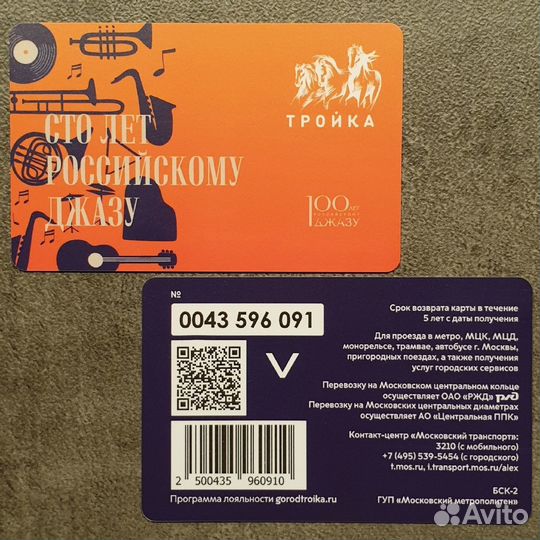 ТРОЙКА
СТО ЛЕТ
РОССИЙСКОМУ
ДЖАЗУ
100 ЛЕТ
РОССИЙСКОМУ
ДЖАЗУ
№
0043 596 091
Срок возврата карты в течение
5 лет с даты получения
Для проезда в метро, МЦК, МЦД,
монорельсе, трамвае, автобусе г. Москвы,
пригородных поездах, а также получения
услуг городских сервисов
Перевозку на Московском центральном кольце
осуществляет ОАО «РЖД» РЖД
Перевозку на Московских центральных диаметрах
осуществляет АО «Центральная ППК»
Контакт-центр «Московский транспорт»:
3210 (с мобильного)
+7 (495) 539-5454 (с городского)
t.mos.ru, i.transport.mos.ru/alex
2 500435 960910
Программа лояльности gorodtroika.ru
БСК-2
ГУП «Московский метрополитен»
Avito